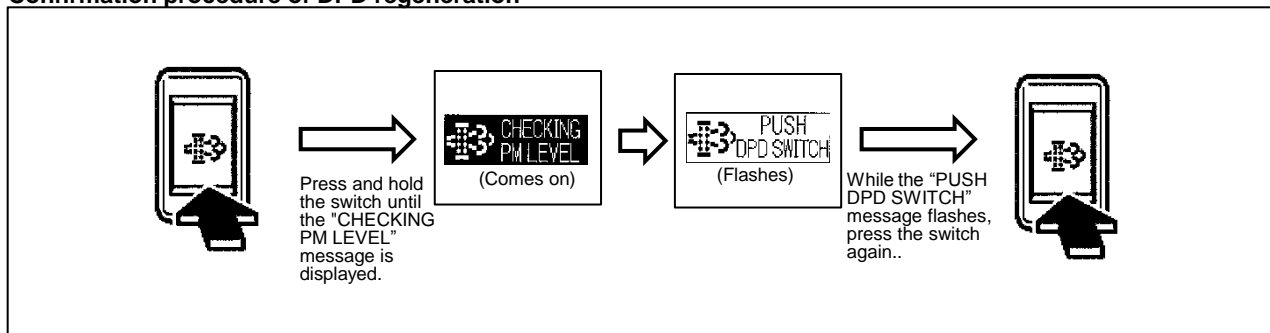 Confirmation procedure of DPD regeneration
CHECKING
PM LEVEL
(Comes on)
PUSH
DPD SWITCH
(Flashes)
Press and hold
the switch until
the "CHECKING
PM LEVEL”
message is
displayed.
While the “PUSH
DPD SWITCH”
message flashes,
press the switch
again..